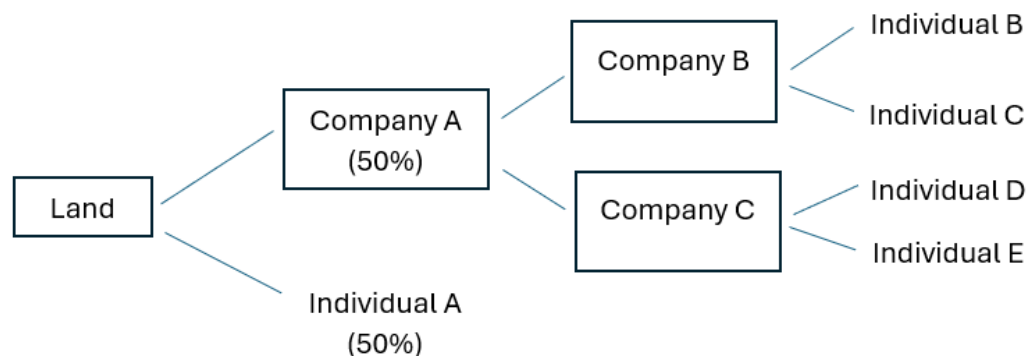 Individual B
Company B
Individual C
Company A
(50%)
Individual D
Land
Company C
Individual E
Individual A
(50%)